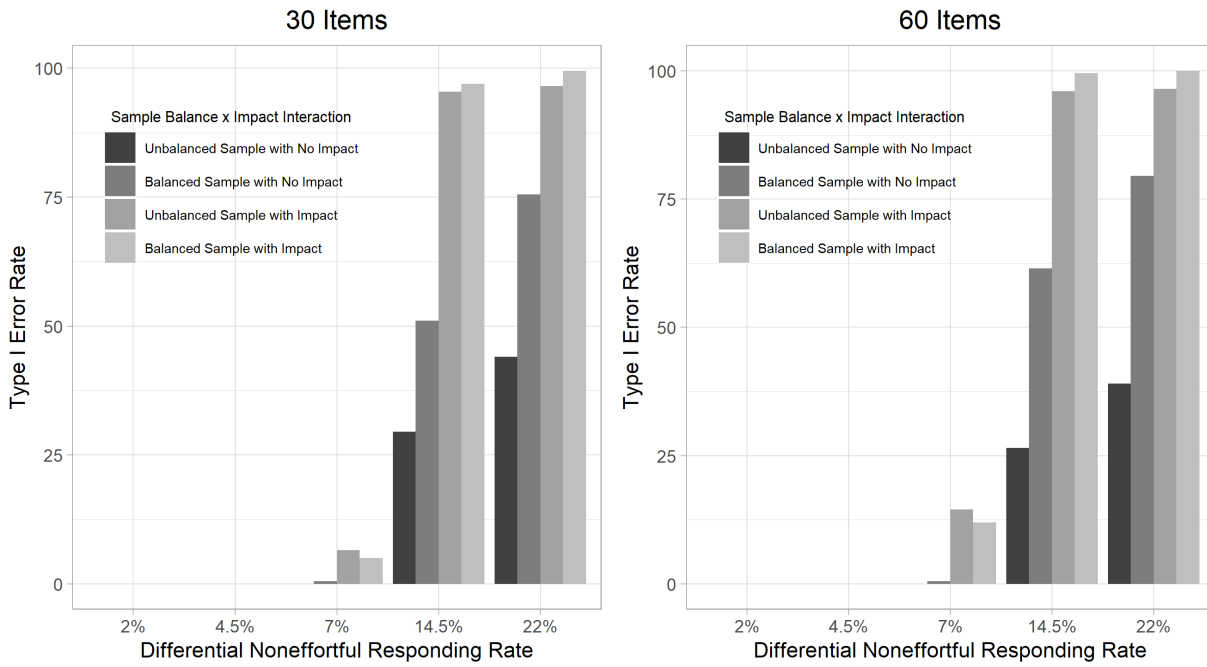 30 Items
Type I Error Rate
100
75
50
25
0
Sample Balance x Impact Interaction
Unbalanced Sample with No Impact
Balanced Sample with No Impact
Unbalanced Sample with Impact
Balanced Sample with Impact
2%
4.5%
7%
14.5%
22%
Differential Noneffortful Responding Rate
60 Items
Type I Error Rate
100
75
50
25
0
Sample Balance x Impact Interaction
Unbalanced Sample with No Impact
Balanced Sample with No Impact
Unbalanced Sample with Impact
Balanced Sample with Impact
2%
4.5%
7%
14.5%
22%
Differential Noneffortful Responding Rate